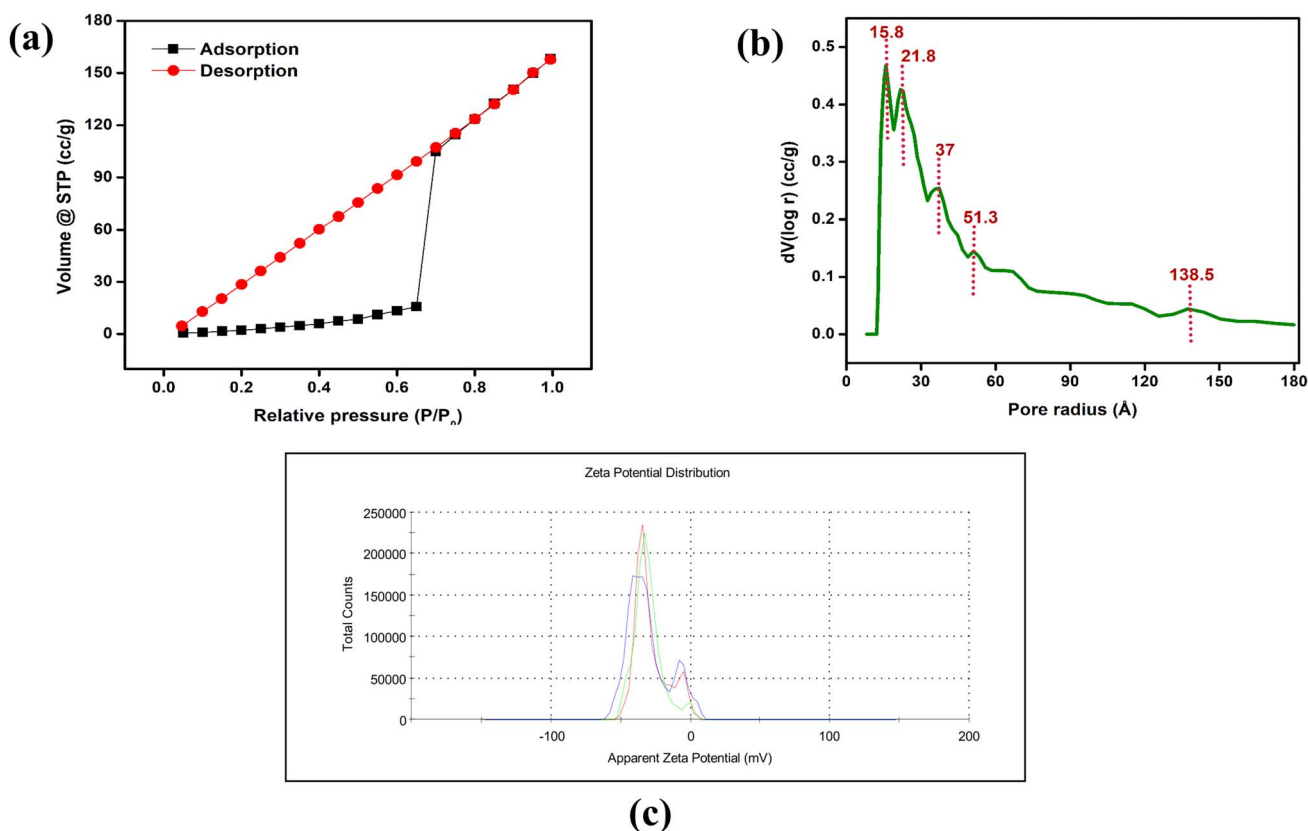 (a)
180
150
120
90
60
30
0
Volume @ STP (cc/g)
Adsorption
Desorption
0.0 0.2 0.4 0.6 0.8 1.0
Relative pressure (P/P₀)
(b)
0.5
0.4
0.3
0.2
0.1
0.0
dV(log r) (cc/g)
15.8
21.8
37
51.3
138.5
0 30 60 90 120 150 180
Pore radius (Å)
Zeta Potential Distribution
250000
200000
150000
100000
50000
0
Total Counts
-100 0 100 200
Apparent Zeta Potential (mV)
(c)